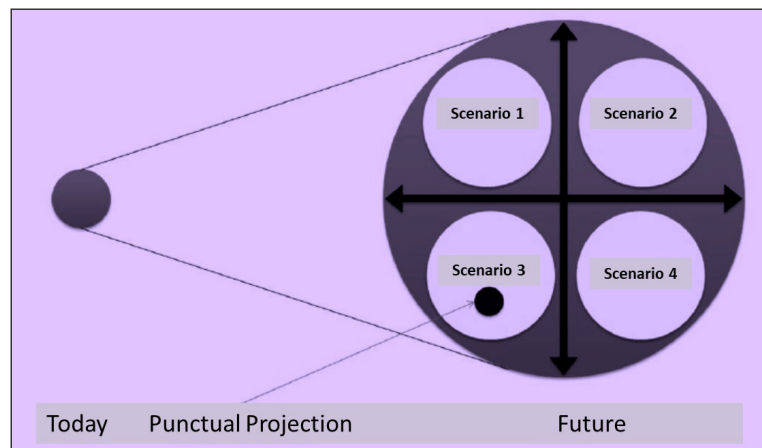 Scenario 1
Scenario 2
Scenario 3
Scenario 4
Today
Punctual Projection
Future